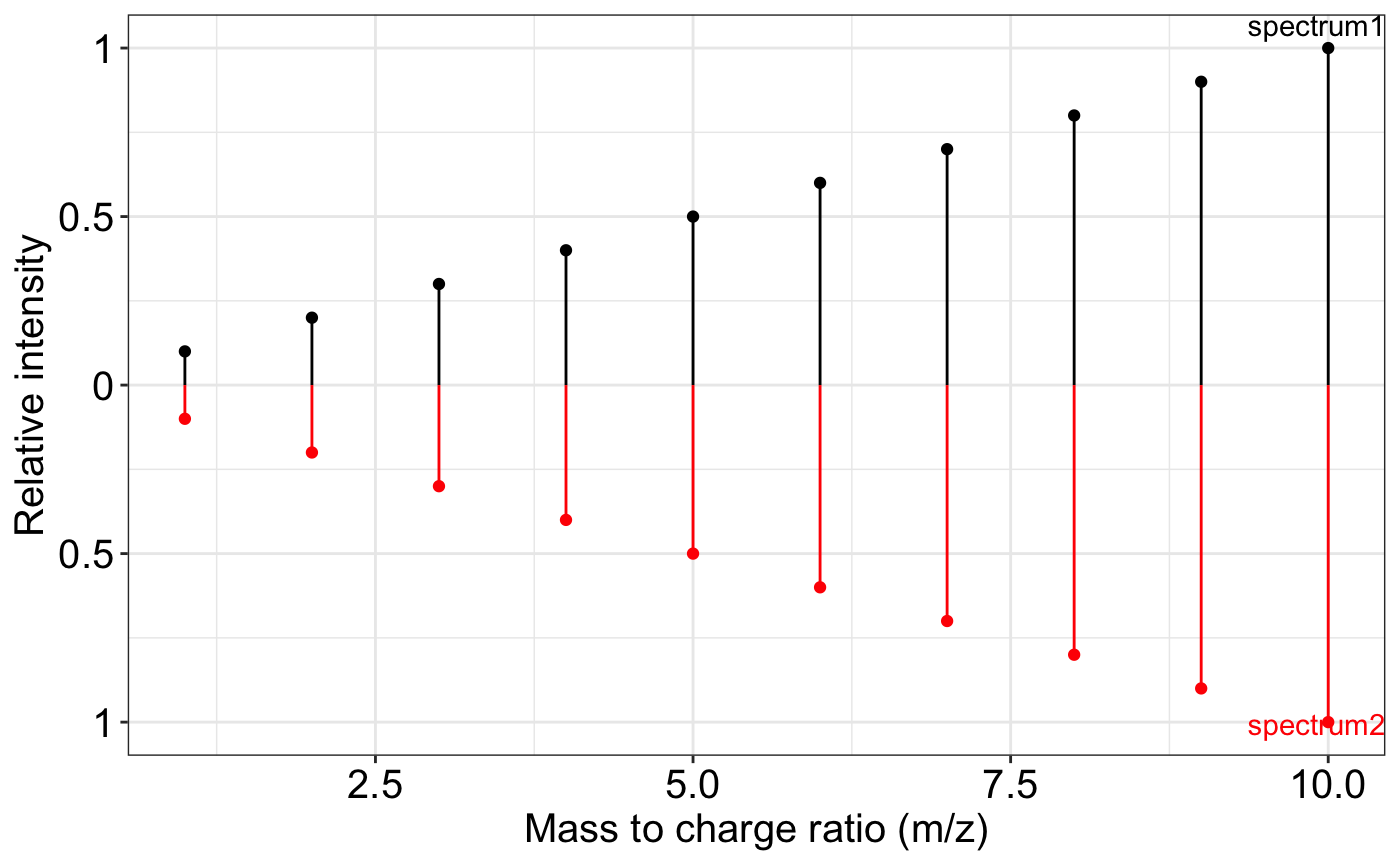 spectrum1
1
0.5
0
0.5
1
Relative intensity
spectrum2
2.5 5.0 7.5 10.0
Mass to charge ratio (m/z)